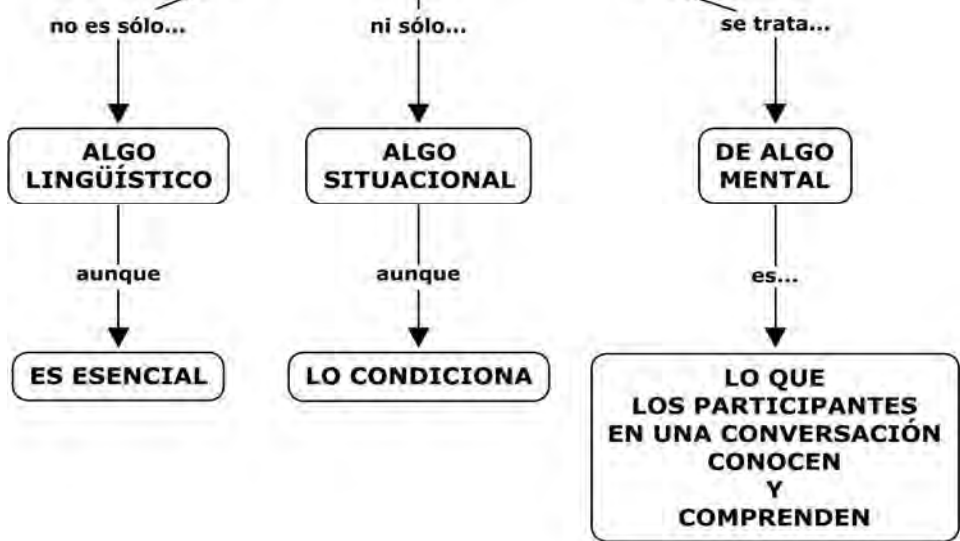 no es sólo...
ni sólo...
se trata...
ALGO
LINGÜÍSTICO
ALGO
SITUACIONAL
DE ALGO
MENTAL
aunque
aunque
es...
ES ESENCIAL
LO CONDICIONA
LO QUE
LOS PARTICIPANTES
EN UNA CONVERSACIÓN
CONOCEN
Y
COMPRENDEN